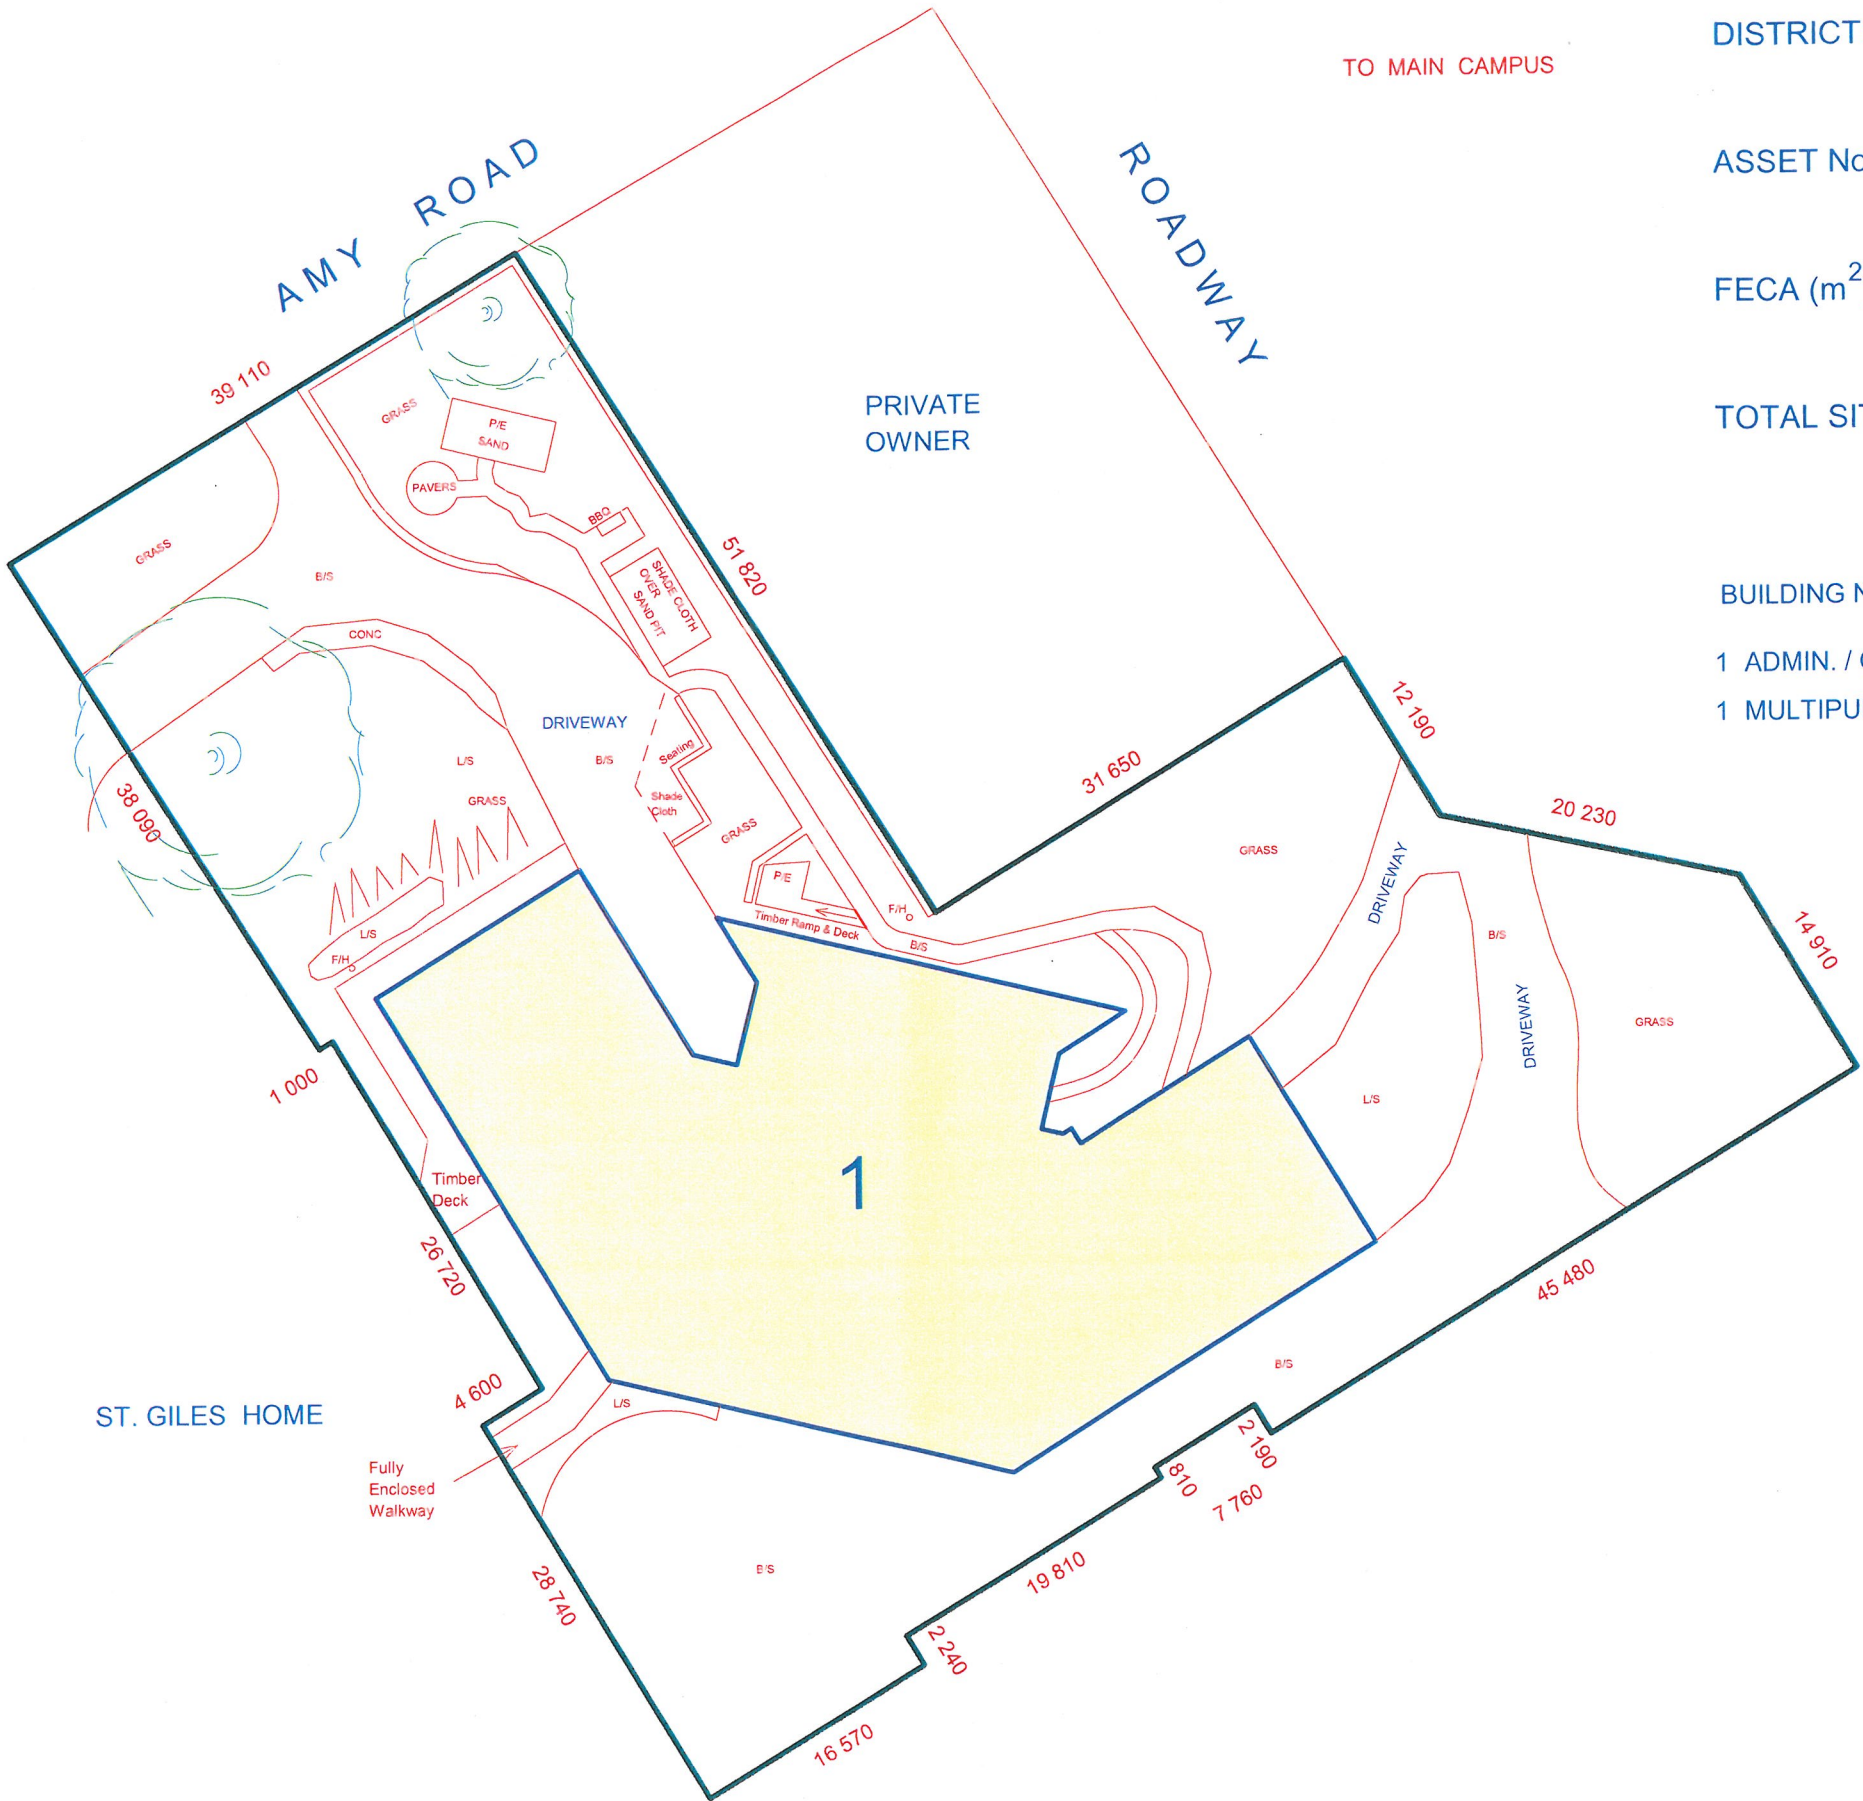 DISTRICT
TO MAIN CAMPUS
AMY ROAD
ROADWAY
ASSET No
FECA (m²
TOTAL SIT
PRIVATE
OWNER
39 110
GRASS
P/E
SAND
PAVERS
BBQ
SHADE CLOTH
OVER
SAND PIT
51 820
GRASS
B/S
CONC
BUILDING N
1 ADMIN. / C
1 MULTIPU
12 190
31 650
20 230
DRIVEWAY
B/S
L/S
Seating
Shade
Cloth
GRASS
GRASS
38 090
P/E
Timber Ramp & Deck
F/H
B/S
L/S
F/H
GRASS
DRIVEWAY
B/S
14 910
DRIVEWAY
GRASS
L/S
1 000
1
Timber
Deck
26 720
45 480
B/S
4 600
L/S
ST. GILES HOME
Fully
Enclosed
Walkway
2 190
810
7 760
28 740
B/S
19 810
2 240
16 570